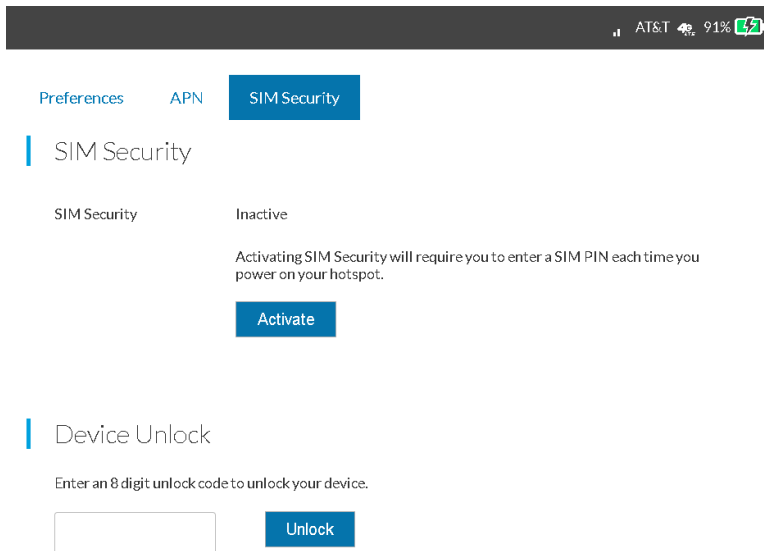 AT&T 4G LTE 91%
Preferences APN SIM Security
SIM Security
SIM Security Inactive
Activating SIM Security will require you to enter a SIM PIN each time you
power on your hotspot.
Activate
Device Unlock
Enter an 8 digit unlock code to unlock your device.
Unlock